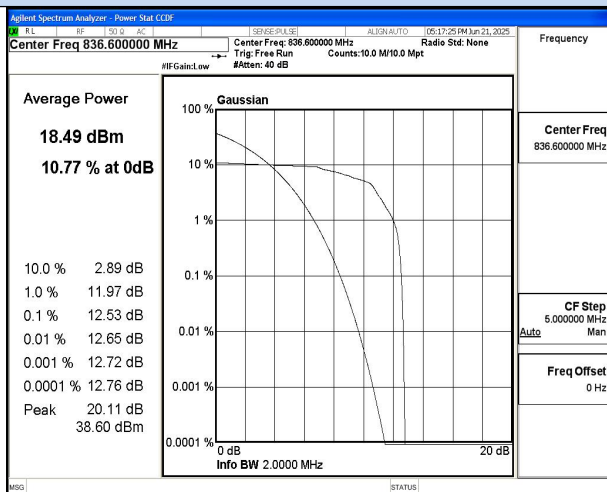 Agilent Spectrum Analyzer - Power Stat CCDF
LXI RL RF 50 Ω AC SENSE:PULSE ALIGN AUTO 05:17:25 PM Jun 21, 2025
Center Freq 836.600000 MHz
Center Freq: 836.600000 MHz Radio Std: None
Trig: Free Run Counts:10.0 M/10.0 Mpt
#IFGain:Low #Atten: 40 dB
Average Power
18.49 dBm
10.77 % at 0dB
10.0 % 2.89 dB
1.0 % 11.97 dB
0.1 % 12.53 dB
0.01 % 12.65 dB
0.001 % 12.72 dB
0.0001 % 12.76 dB
Peak 20.11 dB
38.60 dBm
Gaussian
100 %
10 %
1 %
0.1 %
0.01 %
0.001 %
0.0001 %
0 dB 20 dB
Info BW 2.0000 MHz
Frequency
Center Freq
836.600000 MHz
CF Step
5.000000 MHz
Auto Man
Freq Offset
0 Hz
MSG STATUS